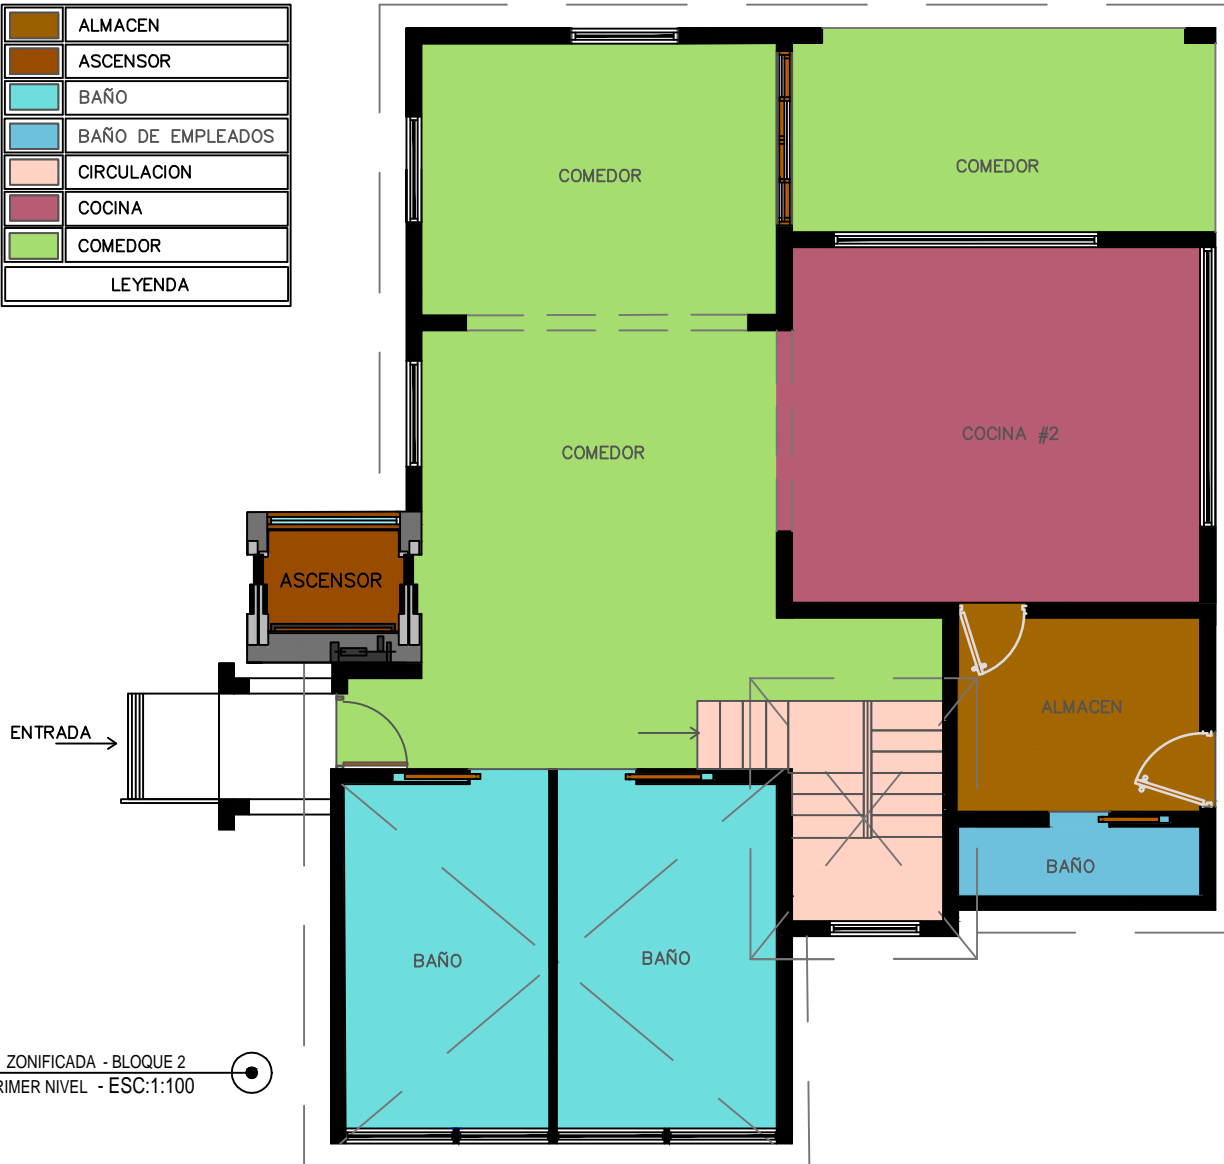 ALMACEN
ASCENSOR
BAÑO
BAÑO DE EMPLEADOS
CIRCULACION
COCINA
COMEDOR
LEYENDA
COMEDOR
COMEDOR
COCINA #2
COMEDOR
ASCENSOR
ALMACEN
ENTRADA
BAÑO
BAÑO
BAÑO
ZONIFICADA - BLOQUE 2
RIMER NIVEL - ESC:1:100